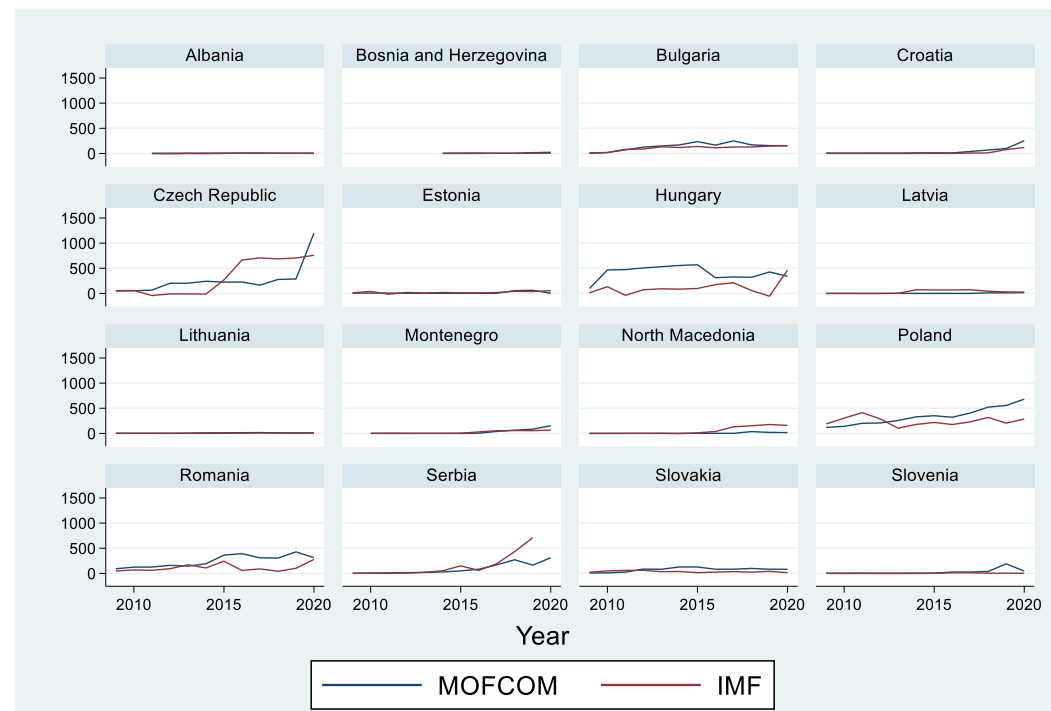 Albania Bosnia and Herzegovina Bulgaria Croatia
1500
1000
500
0
Czech Republic Estonia Hungary Latvia
1500
1000
500
0
Lithuania Montenegro North Macedonia Poland
1500
1000
500
0
Romania Serbia Slovakia Slovenia
1500
1000
500
0
2010 2015 2020 2010 2015 2020 2010 2015 2020 2010 2015 2020
Year
MOFCOM IMF